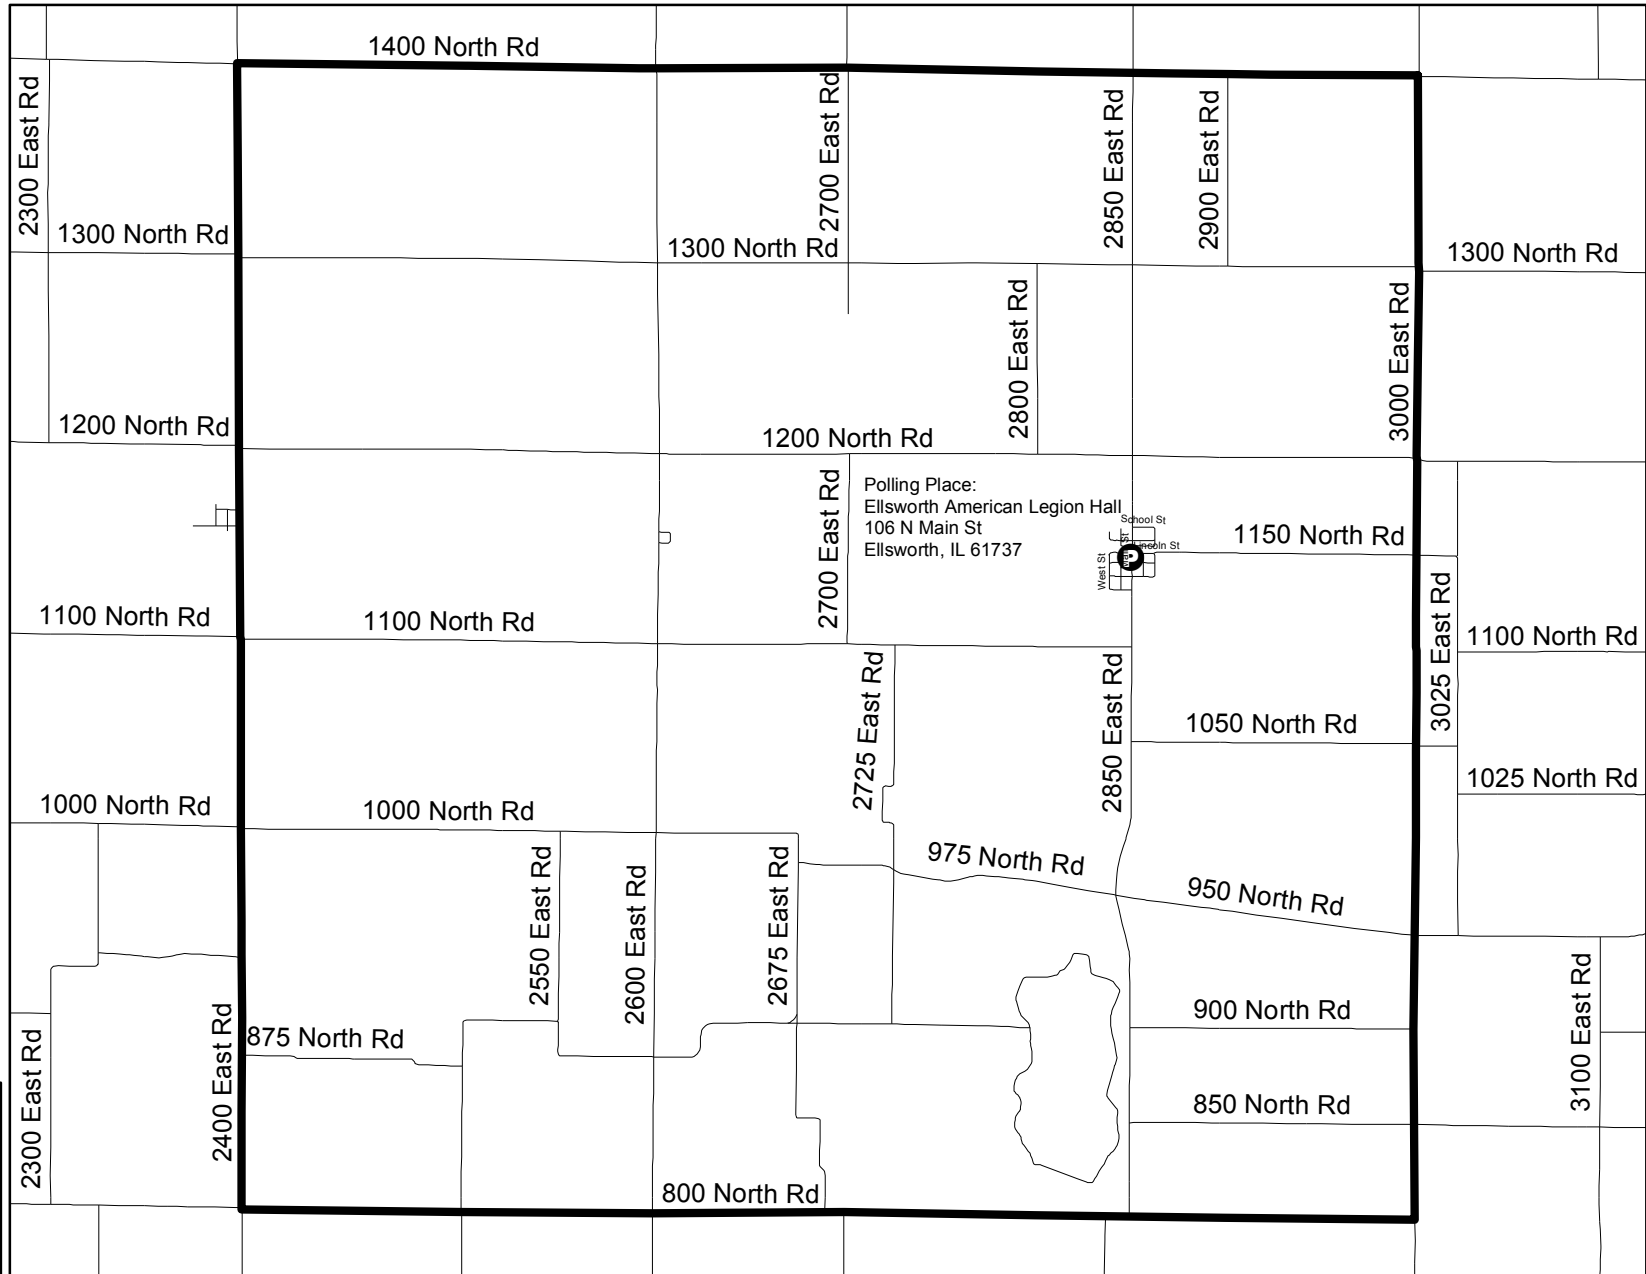 1400 North Rd
2300 East Rd
2700 East Rd
2850 East Rd
2900 East Rd
1300 North Rd
1300 North Rd
1300 North Rd
2800 East Rd
3000 East Rd
1200 North Rd
1200 North Rd
2700 East Rd
Polling Place:
Ellsworth American Legion Hall
106 N Main St
Ellsworth, IL 61737
School St
Lincoln St
Main St
West St
1150 North Rd
1100 North Rd
1100 North Rd
3025 East Rd
1100 North Rd
2725 East Rd
2850 East Rd
1050 North Rd
1025 North Rd
1000 North Rd
1000 North Rd
975 North Rd
950 North Rd
2550 East Rd
2600 East Rd
2675 East Rd
900 North Rd
875 North Rd
2300 East Rd
2400 East Rd
3100 East Rd
850 North Rd
800 North Rd